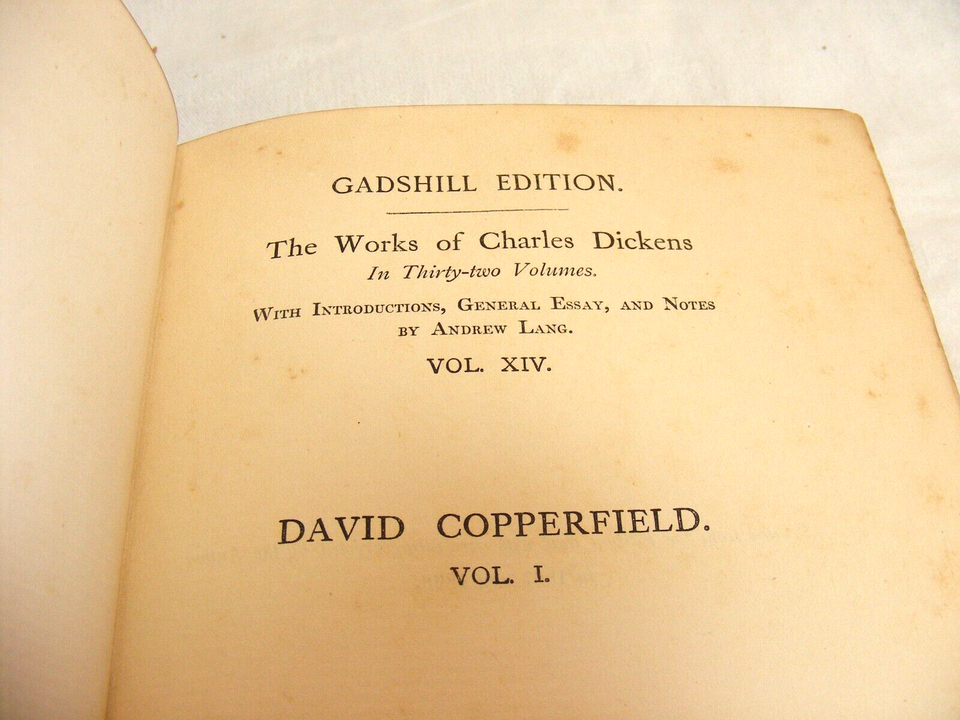 GADSHILL EDITION.
The Works of Charles Dickens
In Thirty-two Volumes.
With Introductions, General Essay, and Notes
by Andrew Lang.
VOL. XIV.
DAVID COPPERFIELD.
VOL. I.